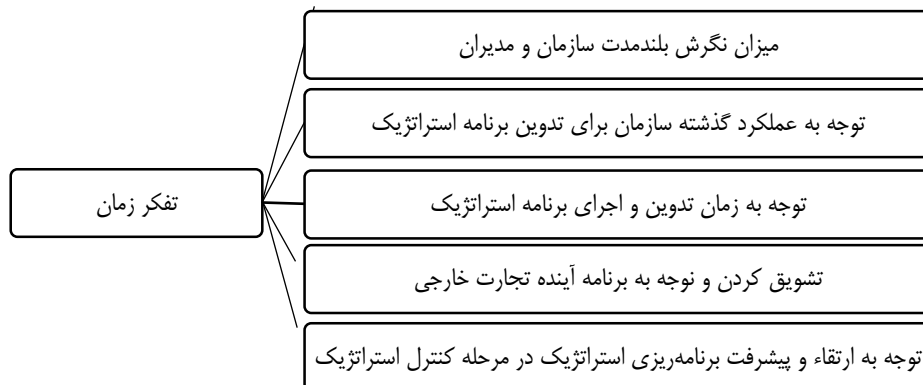 میزان نگرش بلندمدت سازمان و مدیران
توجه به عملکرد گذشته سازمان برای تدوین برنامه استراتژیک
تفکر زمان
توجه به زمان تدوین و اجرای برنامه استراتژیک
تشویق کردن و نوجه به برنامه آینده تجارت خارجی
توجه به ارتقاء و پیشرفت برنامه‌ریزی استراتژیک در مرحله کنترل استراتژیک